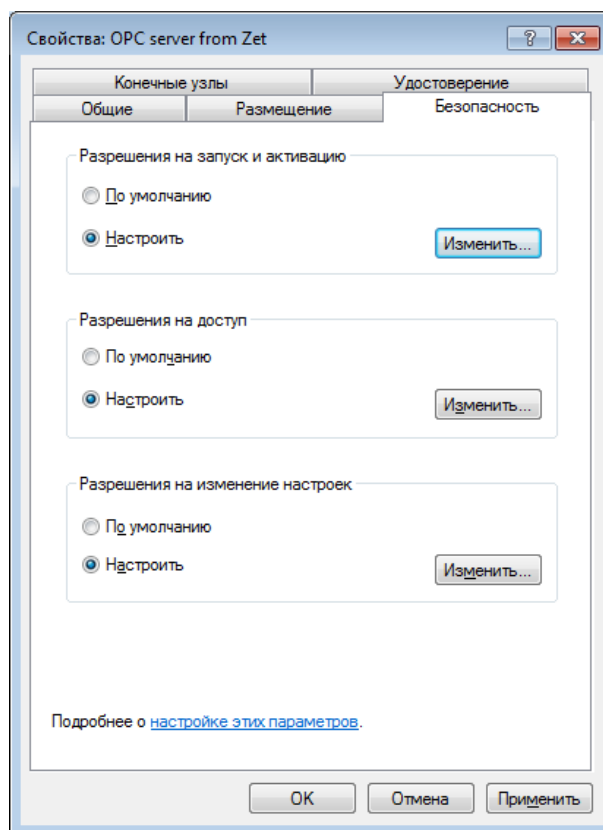 Свойства: OPC server from Zet
Конечные узлы Удостоверение
Общие Размещение Безопасность
Разрешения на запуск и активацию
По умолчанию
Настроить Изменить...
Разрешения на доступ
По умолчанию
Настроить Изменить...
Разрешения на изменение настроек
По умолчанию
Настроить Изменить...
Подробнее о настройке этих параметров.
OK Отмена Применить